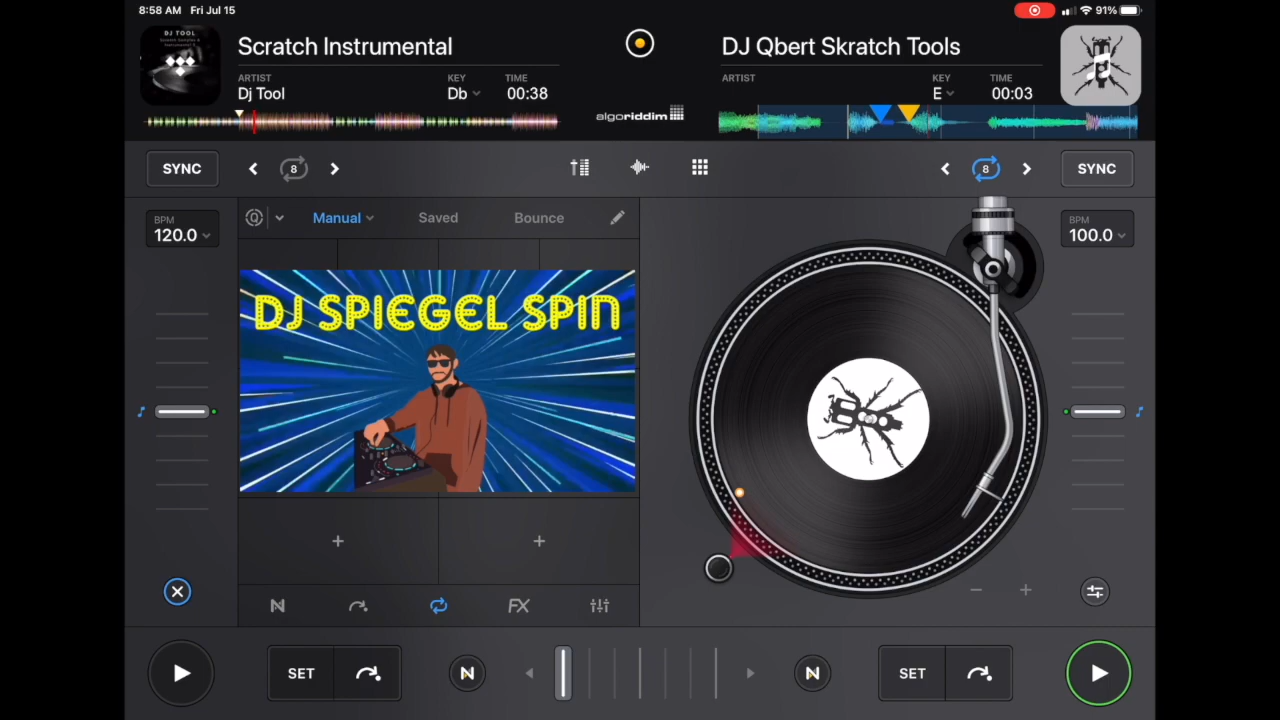 8:58 AM Fri Jul 15
91%
DJ TOOL
Scratch Instrumental
DJ Qbert Skratch Tools
ARTIST
KEY
TIME
ARTIST
KEY
TIME
Dj Tool
Db
00:38
E
00:03
algoriddim
SYNC
8
8
SYNC
BPM
120.0
Manual
Saved
Bounce
BPM
100.0
DJ SPIEGEL SPIN
+
+
FX
SET
N
N
SET